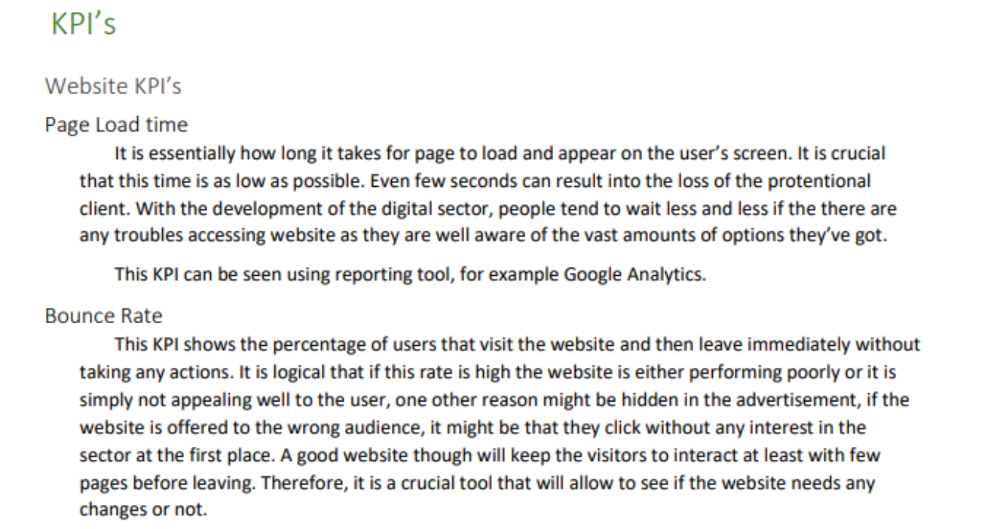 KPI’s
Website KPI’s
Page Load time
It is essentially how long it takes for page to load and appear on the user’s screen. It is crucial
that this time is as low as possible. Even few seconds can result into the loss of the protentional
client. With the development of the digital sector, people tend to wait less and less if the there are
any troubles accessing website as they are well aware of the vast amounts of options they’ve got.
This KPI can be seen using reporting tool, for example Google Analytics.
Bounce Rate
This KPI shows the percentage of users that visit the website and then leave immediately without
taking any actions. It is logical that if this rate is high the website is either performing poorly or it is
simply not appealing well to the user, one other reason might be hidden in the advertisement, if the
website is offered to the wrong audience, it might be that they click without any interest in the
sector at the first place. A good website though will keep the visitors to interact at least with few
pages before leaving. Therefore, it is a crucial tool that will allow to see if the website needs any
changes or not.